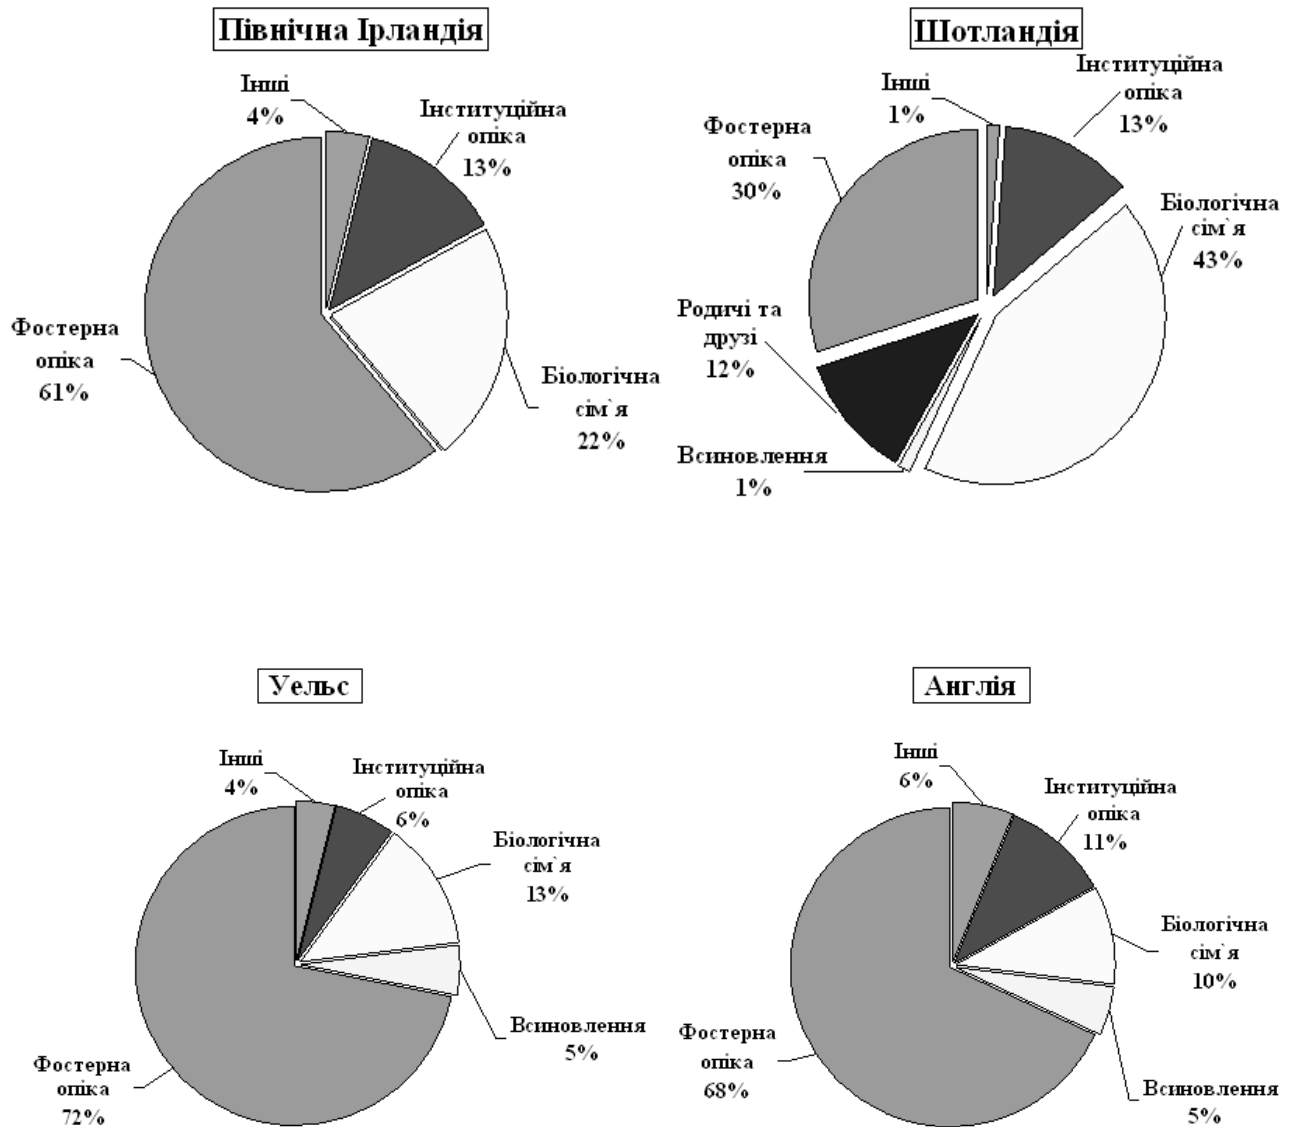 Північна Ірландія
Інші
4%
Інституційна
опіка
13%
Біологічна
сім`я
22%
Фостерна
опіка
61%
Шотландія
Інші
1%
Інституційна
опіка
13%
Біологічна
сім`я
43%
Всиновлення
1%
Родичі та
друзі
12%
Фостерна
опіка
30%
Уельс
Інші
4%
Інституційна
опіка
6%
Біологічна
сім`я
13%
Всиновлення
5%
Фостерна
опіка
72%
Англія
Інші
6%
Інституційна
опіка
11%
Біологічна
сім`я
10%
Всиновлення
5%
Фостерна
опіка
68%